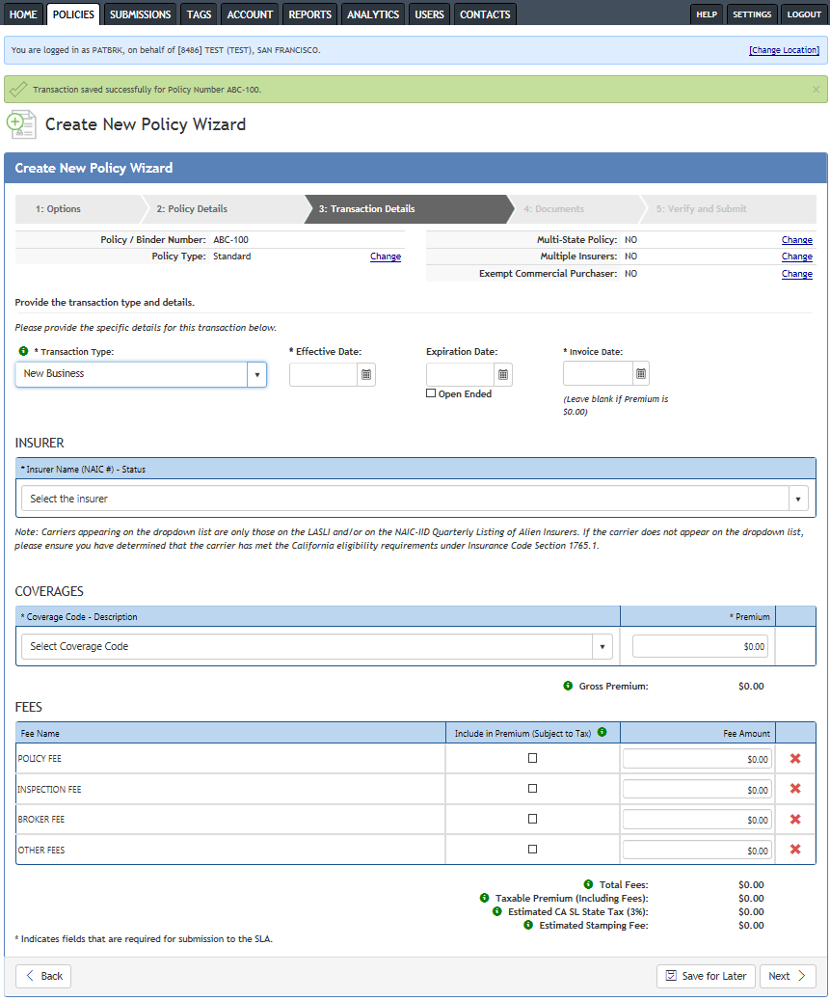 HOME POLICIES SUBMISSIONS TAGS ACCOUNT REPORTS ANALYTICS USERS CONTACTS HELP SETTINGS LOGOUT
You are logged in as PATBRK, on behalf of [8486] TEST (TEST), SAN FRANCISCO. [Change Location]
Transaction saved successfully for Policy Number ABC-100. ×
Create New Policy Wizard
Create New Policy Wizard
1: Options 2: Policy Details 3: Transaction Details 4: Documents 5: Verify and Submit
Policy / Binder Number: ABC-100 Multi-State Policy: NO Change
Policy Type: Standard Change Multiple Insurers: NO Change
Exempt Commercial Purchaser: NO Change
Provide the transaction type and details.
Please provide the specific details for this transaction below.
* Transaction Type: * Effective Date: Expiration Date: * Invoice Date:
New Business
Open Ended
(Leave blank if Premium is
$0.00)
INSURER
* Insurer Name (NAIC #) - Status
Select the insurer
Note: Carriers appearing on the dropdown list are only those on the LASLI and/or on the NAIC-IID Quarterly Listing of Alien Insurers. If the carrier does not appear on the dropdown list,
please ensure you have determined that the carrier has met the California eligibility requirements under Insurance Code Section 1765.1.
COVERAGES
* Coverage Code - Description * Premium
Select Coverage Code $0.00
Gross Premium: $0.00
FEES
Fee Name Include in Premium (Subject to Tax) Fee Amount
POLICY FEE $0.00
INSPECTION FEE $0.00
BROKER FEE $0.00
OTHER FEES $0.00
Total Fees: $0.00
Taxable Premium (Including Fees): $0.00
Estimated CA SL State Tax (3%): $0.00
Estimated Stamping Fee: $0.00
* Indicates fields that are required for submission to the SLA.
Back Save for Later Next